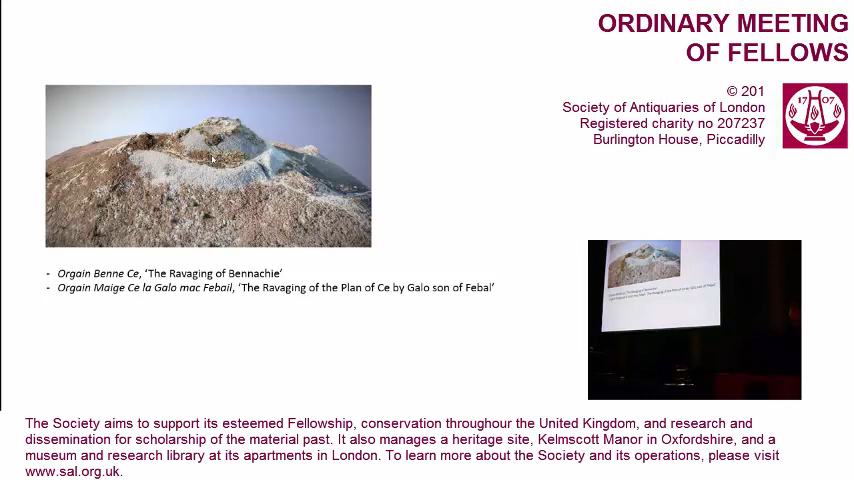 ORDINARY MEETING
OF FELLOWS
© 201
Society of Antiquaries of London
Registered charity no 207237
Burlington House, Piccadilly
17 07
- Orgain Benne Ce, ‘The Ravaging of Bennachie’
- Orgain Maige Ce la Galo mac Febail, ‘The Ravaging of the Plan of Ce by Galo son of Febal’
The Society aims to support its esteemed Fellowship, conservation throughour the United Kingdom, and research and
dissemination for scholarship of the material past. It also manages a heritage site, Kelmscott Manor in Oxfordshire, and a
museum and research library at its apartments in London. To learn more about the Society and its operations, please visit
www.sal.org.uk.